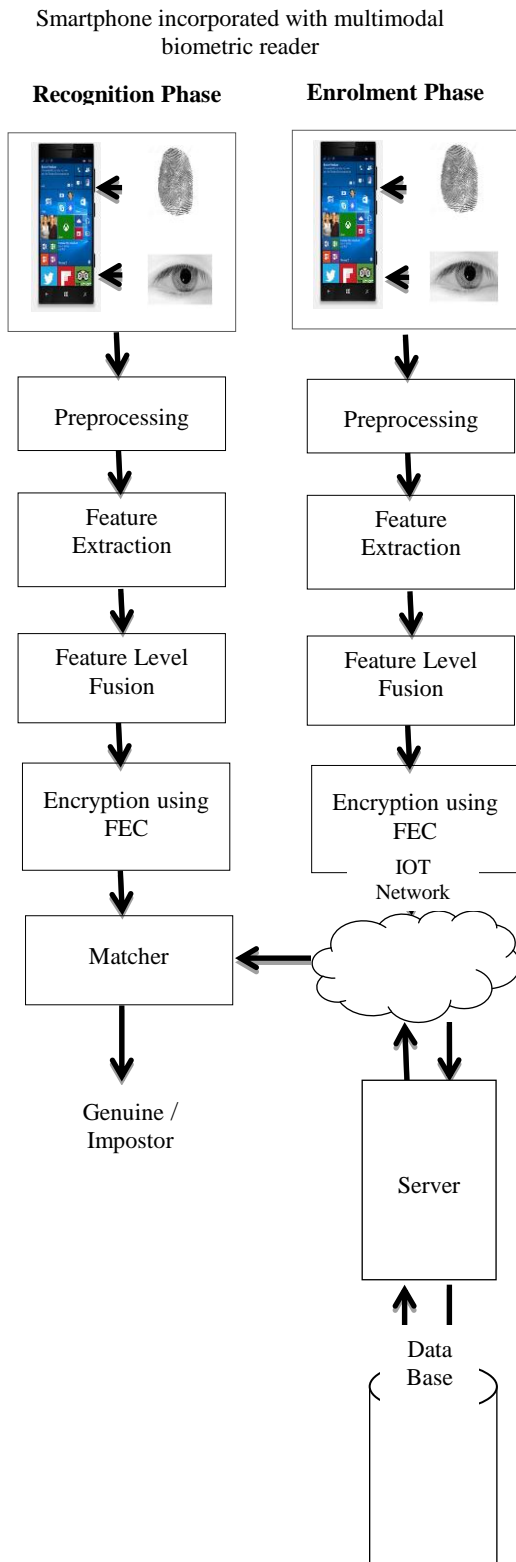 Smartphone incorporated with multimodal
biometric reader
Recognition Phase
Enrolment Phase
Preprocessing
Feature
Extraction
Feature Level
Fusion
Encryption using
FEC
Matcher
Genuine /
Impostor
Preprocessing
Feature
Extraction
Feature Level
Fusion
Encryption using
FEC
IOT
Network
Server
Data
Base